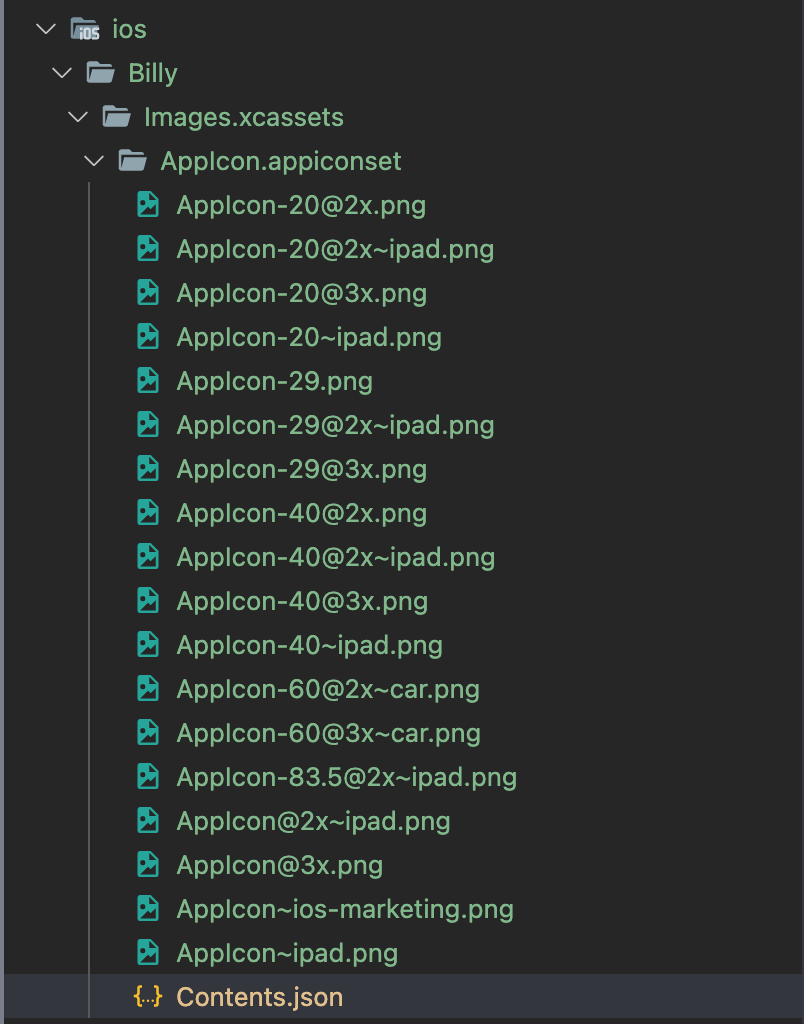 ios
Billy
Images.xcassets
AppIcon.appiconset
AppIcon-20@2x.png
AppIcon-20@2x~ipad.png
AppIcon-20@3x.png
AppIcon-20~ipad.png
AppIcon-29.png
AppIcon-29@2x~ipad.png
AppIcon-29@3x.png
AppIcon-40@2x.png
AppIcon-40@2x~ipad.png
AppIcon-40@3x.png
AppIcon-40~ipad.png
AppIcon-60@2x~car.png
AppIcon-60@3x~car.png
AppIcon-83.5@2x~ipad.png
AppIcon@2x~ipad.png
AppIcon@3x.png
AppIcon~ios-marketing.png
AppIcon~ipad.png
{..} Contents.json